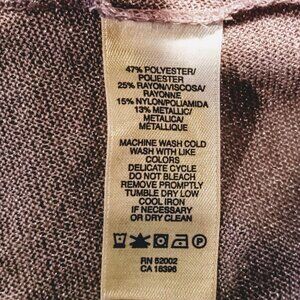 47% POLYESTER/
POLIESTER
25% RAYON/VISCOSA/
RAYONNE
15% NYLON/POLIAMIDA
13% METALLIC/
METALICA/
MÉTALLIQUE
MACHINE WASH COLD
WASH WITH LIKE
COLORS
DELICATE CYCLE
DO NOT BLEACH
REMOVE PROMPTLY
TUMBLE DRY LOW
COOL IRON
IF NECESSARY
OR DRY CLEAN
RN 52002
CA 18396